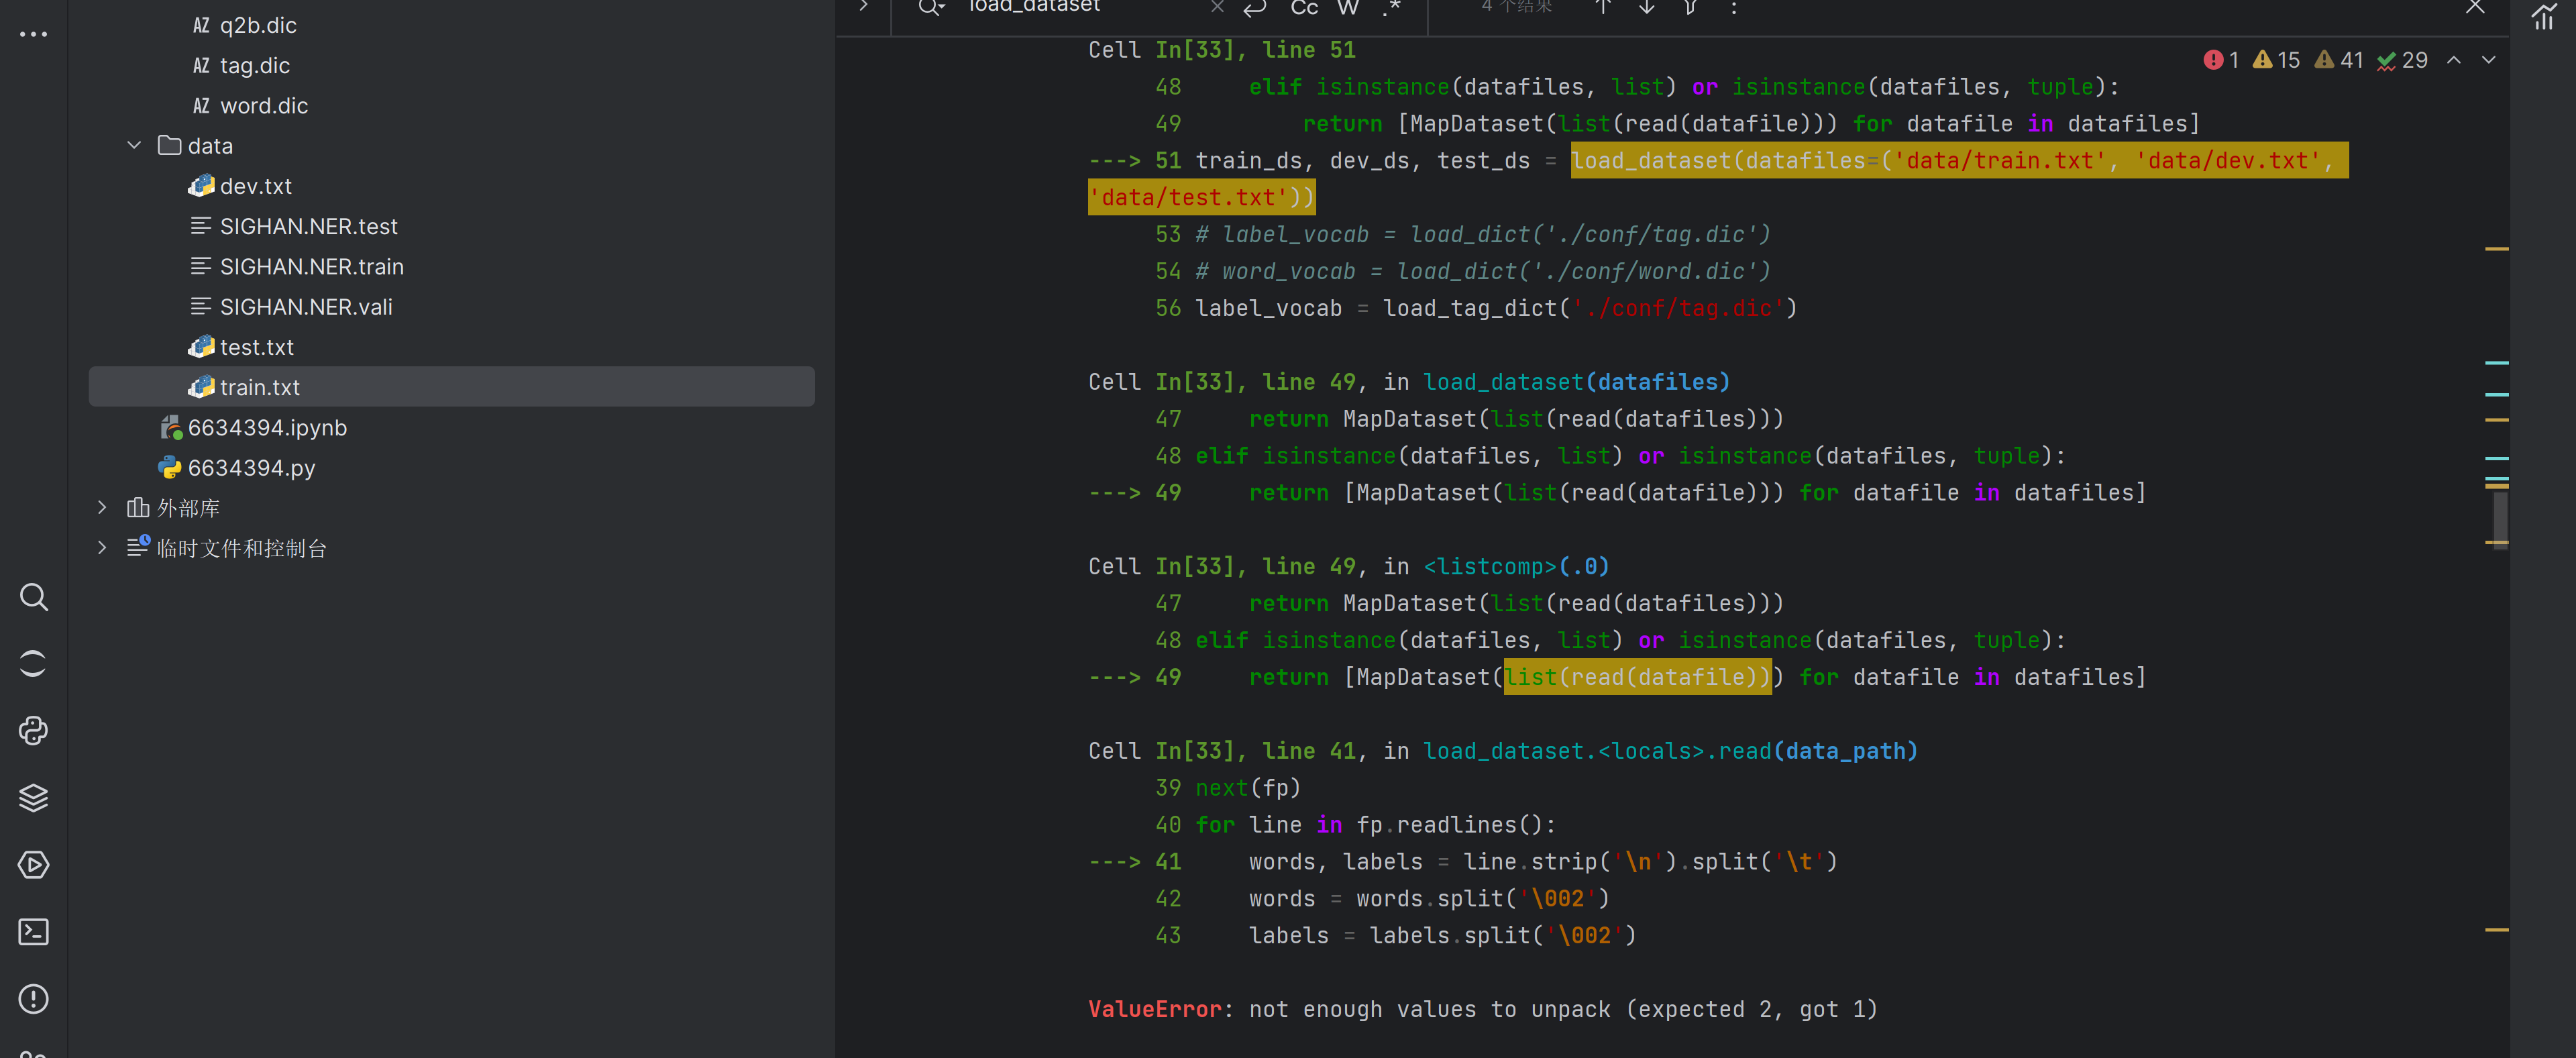 q2b.dic
tag.dic
word.dic
data
dev.txt
SIGHAN.NER.test
SIGHAN.NER.train
SIGHAN.NER.vali
test.txt
train.txt
6634394.ipynb
6634394.py
外部库
临时文件和控制台
load_dataset
Cc W .* 4 个结果
1 15 41 29
Cell In[33], line 51
48     elif isinstance(datafiles, list) or isinstance(datafiles, tuple):
49         return [MapDataset(list(read(datafile))) for datafile in datafiles]
---> 51 train_ds, dev_ds, test_ds = load_dataset(datafiles=('data/train.txt', 'data/dev.txt',
'data/test.txt'))
53 # label_vocab = load_dict('./conf/tag.dic')
54 # word_vocab = load_dict('./conf/word.dic')
56 label_vocab = load_tag_dict('./conf/tag.dic')
Cell In[33], line 49, in load_dataset(datafiles)
47     return MapDataset(list(read(datafiles)))
48 elif isinstance(datafiles, list) or isinstance(datafiles, tuple):
---> 49     return [MapDataset(list(read(datafile))) for datafile in datafiles]
Cell In[33], line 49, in <listcomp>(.0)
47     return MapDataset(list(read(datafiles)))
48 elif isinstance(datafiles, list) or isinstance(datafiles, tuple):
---> 49     return [MapDataset(list(read(datafile))) for datafile in datafiles]
Cell In[33], line 41, in load_dataset.<locals>.read(data_path)
39 next(fp)
40 for line in fp.readlines():
---> 41     words, labels = line.strip('\n').split('\t')
42     words = words.split('\002')
43     labels = labels.split('\002')
ValueError: not enough values to unpack (expected 2, got 1)